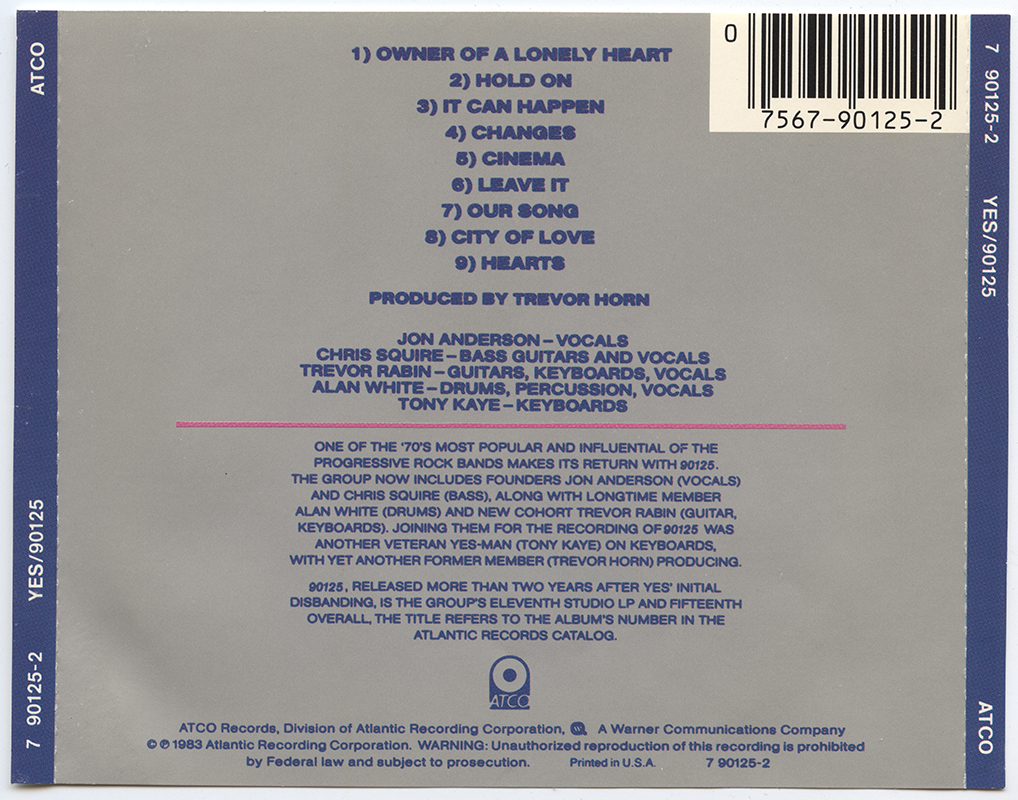 ATCO
YES/90125
7 90125-2
1) OWNER OF A LONELY HEART
2) HOLD ON
3) IT CAN HAPPEN
4) CHANGES
5) CINEMA
6) LEAVE IT
7) OUR SONG
8) CITY OF LOVE
9) HEARTS
PRODUCED BY TREVOR HORN
JON ANDERSON – VOCALS
CHRIS SQUIRE – BASS GUITARS AND VOCALS
TREVOR RABIN – GUITARS, KEYBOARDS, VOCALS
ALAN WHITE – DRUMS, PERCUSSION, VOCALS
TONY KAYE – KEYBOARDS
ONE OF THE '70'S MOST POPULAR AND INFLUENTIAL OF THE
PROGRESSIVE ROCK BANDS MAKES ITS RETURN WITH 90125.
THE GROUP NOW INCLUDES FOUNDERS JON ANDERSON (VOCALS)
AND CHRIS SQUIRE (BASS), ALONG WITH LONGTIME MEMBER
ALAN WHITE (DRUMS) AND NEW COHORT TREVOR RABIN (GUITAR,
KEYBOARDS). JOINING THEM FOR THE RECORDING OF 90125 WAS
ANOTHER VETERAN YES-MAN (TONY KAYE) ON KEYBOARDS,
WITH YET ANOTHER FORMER MEMBER (TREVOR HORN) PRODUCING.
90125, RELEASED MORE THAN TWO YEARS AFTER YES' INITIAL
DISBANDING, IS THE GROUP'S ELEVENTH STUDIO LP AND FIFTEENTH
OVERALL, THE TITLE REFERS TO THE ALBUM'S NUMBER IN THE
ATLANTIC RECORDS CATALOG.
ATCO
ATCO Records, Division of Atlantic Recording Corporation, A Warner Communications Company
© ℗ 1983 Atlantic Recording Corporation. WARNING: Unauthorized reproduction of this recording is prohibited
by Federal law and subject to prosecution. Printed in U.S.A. 7 90125-2
0
7567-90125-2
7 90125-2
YES/90125
ATCO